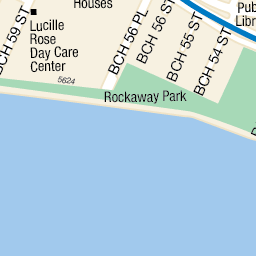 Houses
Lucille
Rose
Day Care
Center
BCH 59 ST
5624
BCH 56 PL
BCH 56 ST
BCH 55 ST
BCH 54 ST
Pub
Libr
Rockaway Park